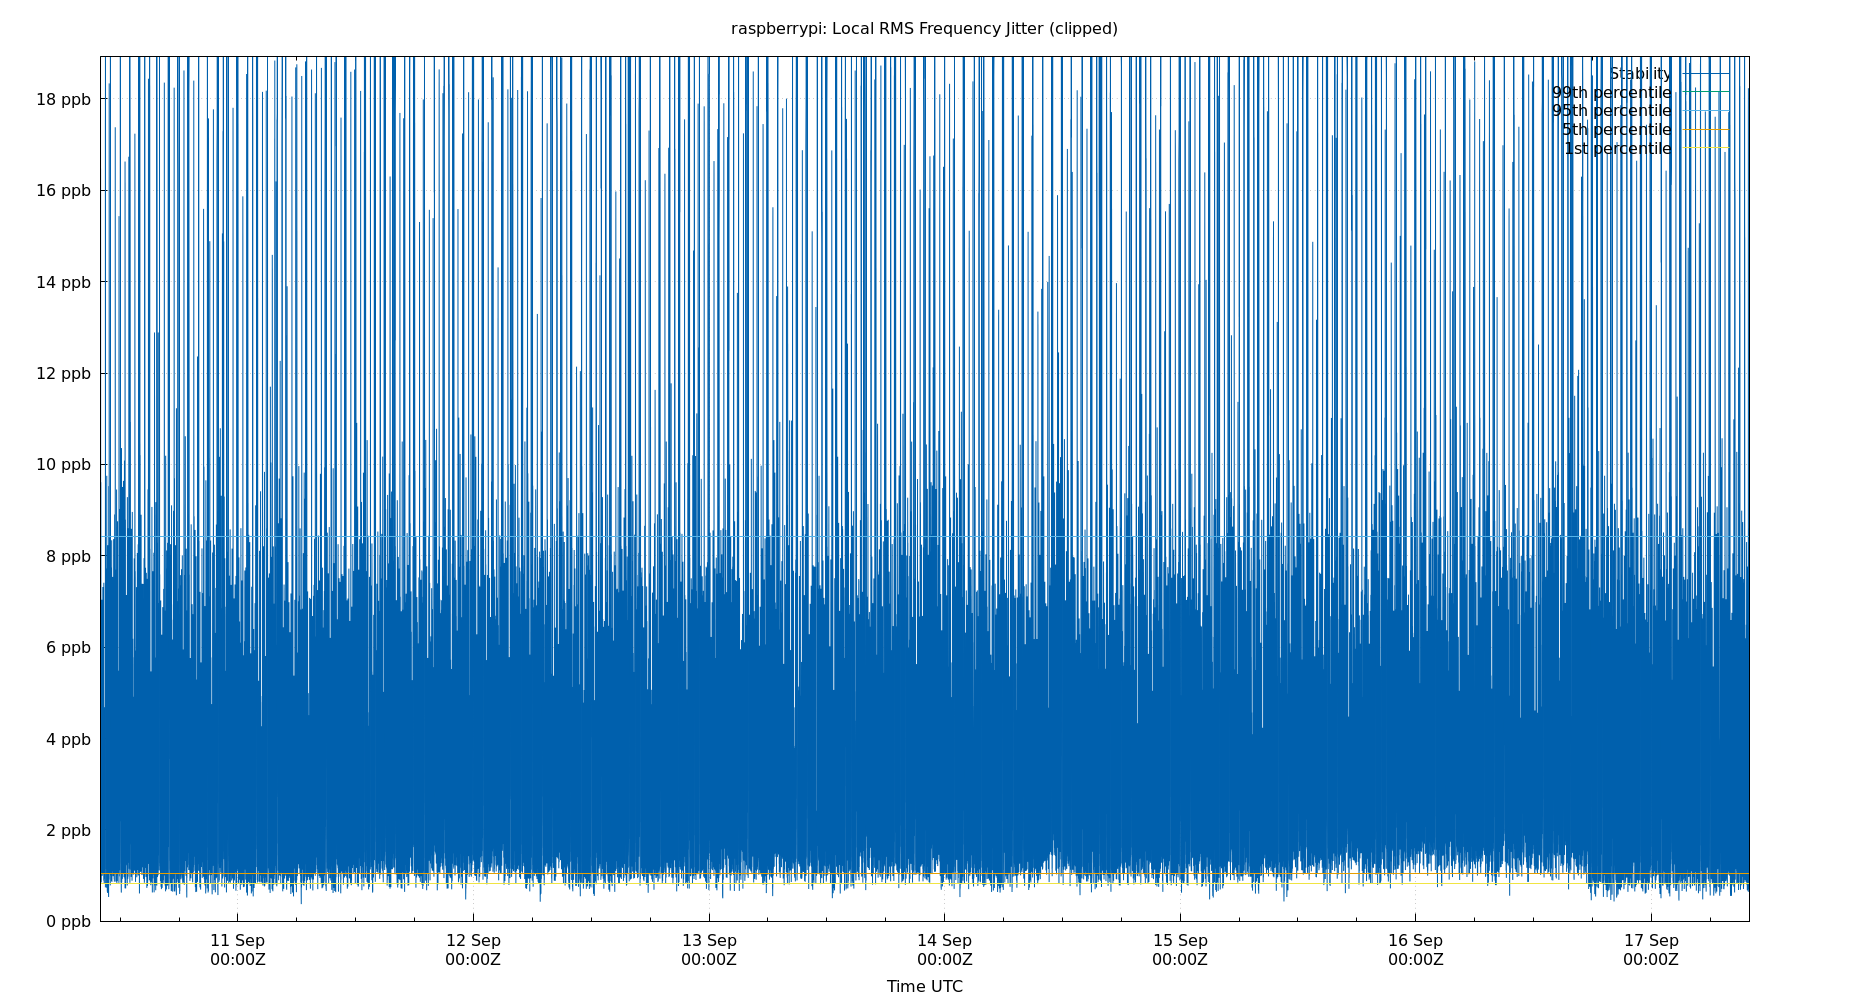 raspberrypi: Local RMS Frequency Jitter (clipped)
Stability
99th percentile
95th percentile
5th percentile
1st percentile
18 ppb
16 ppb
14 ppb
12 ppb
10 ppb
8 ppb
6 ppb
4 ppb
2 ppb
0 ppb
11 Sep 12 Sep 13 Sep 14 Sep 15 Sep 16 Sep 17 Sep
00:00Z 00:00Z 00:00Z 00:00Z 00:00Z 00:00Z 00:00Z
Time UTC